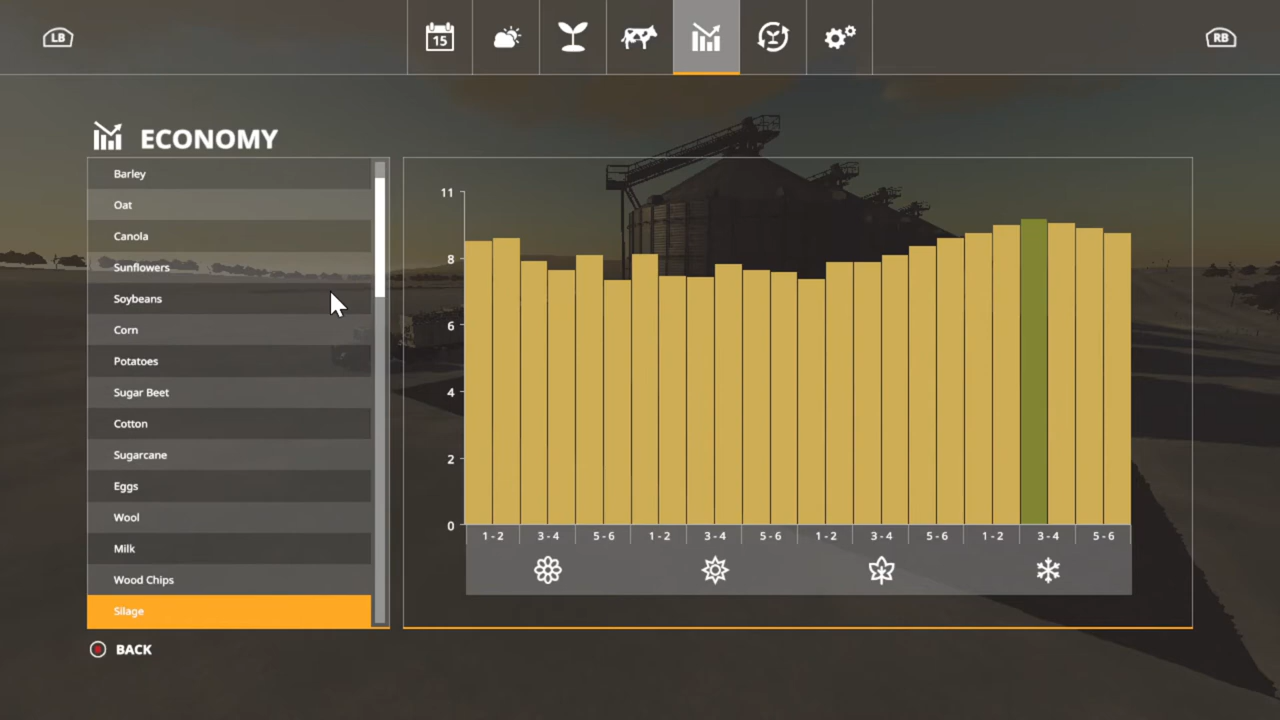 LB
15
RB
ECONOMY
Barley
Oat
Canola
Sunflowers
Soybeans
Corn
Potatoes
Sugar Beet
Cotton
Sugarcane
Eggs
Wool
Milk
Wood Chips
Silage
11
8
6
4
2
0
1 - 2 3 - 4 5 - 6 1 - 2 3 - 4 5 - 6 1 - 2 3 - 4 5 - 6 1 - 2 3 - 4 5 - 6
BACK